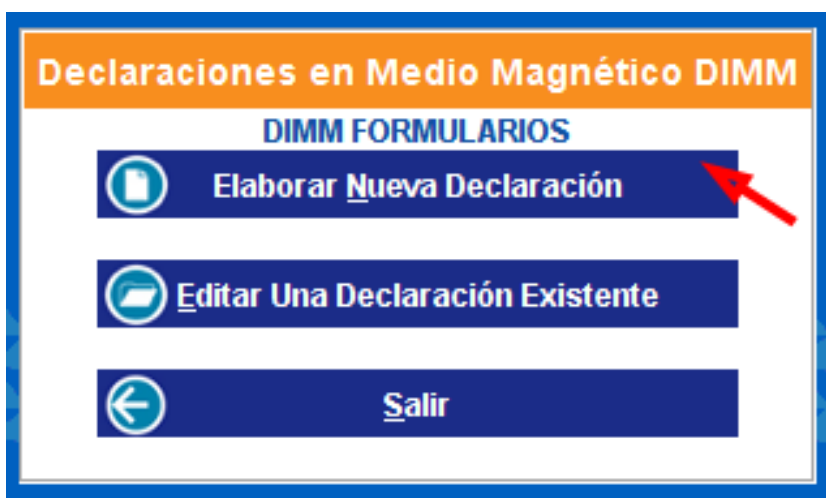 Declaraciones en Medio Magnético DIMM
DIMM FORMULARIOS
Elaborar Nueva Declaración
Editar Una Declaración Existente
Salir